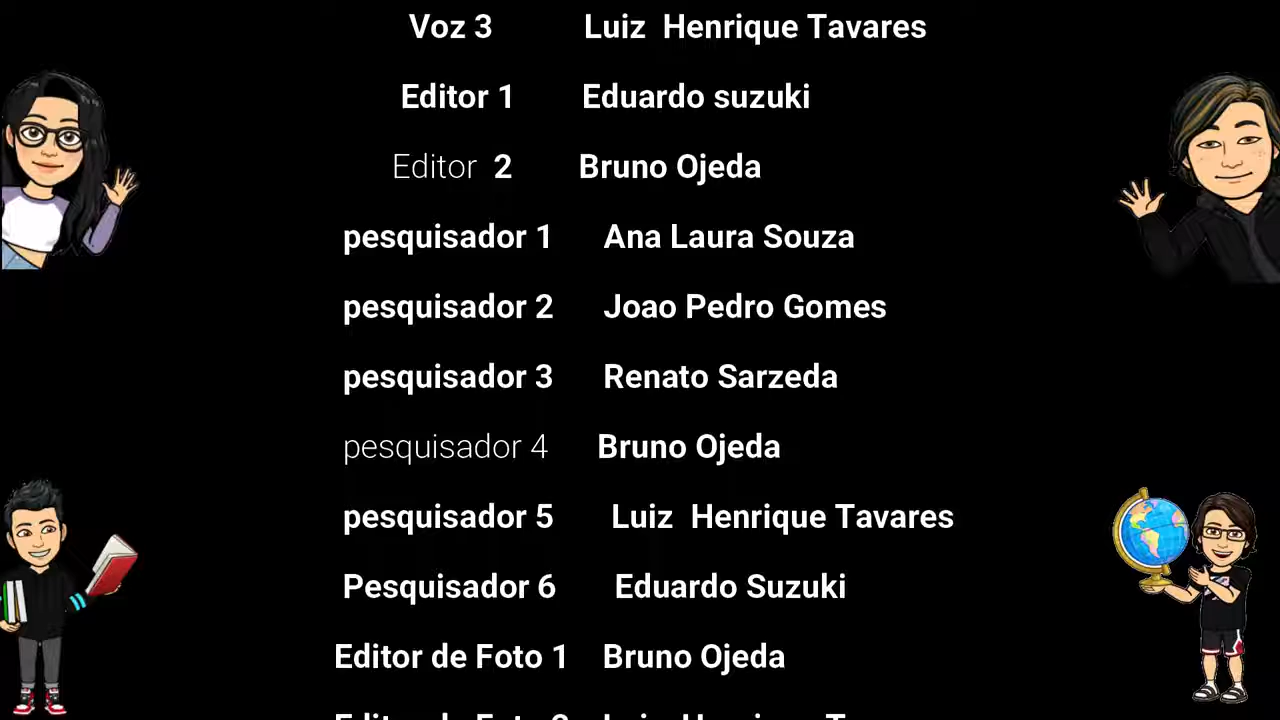 Voz 3 Luiz Henrique Tavares
Editor 1 Eduardo suzuki
Editor 2 Bruno Ojeda
pesquisador 1 Ana Laura Souza
pesquisador 2 Joao Pedro Gomes
pesquisador 3 Renato Sarzeda
pesquisador 4 Bruno Ojeda
pesquisador 5 Luiz Henrique Tavares
Pesquisador 6 Eduardo Suzuki
Editor de Foto 1 Bruno Ojeda